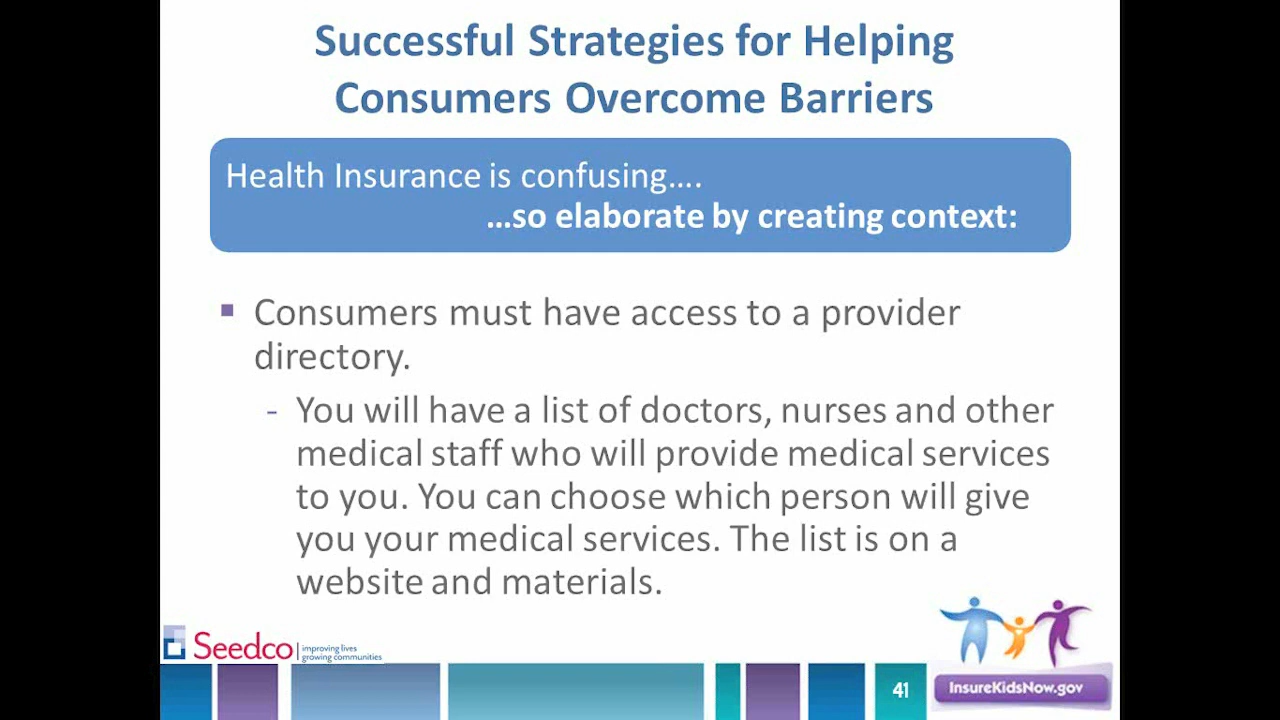 Successful Strategies for Helping
Consumers Overcome Barriers
Health Insurance is confusing....
...so elaborate by creating context:
Consumers must have access to a provider
directory.
- You will have a list of doctors, nurses and other
medical staff who will provide medical services
to you. You can choose which person will give
you your medical services. The list is on a
website and materials.
Seedco
improving lives
growing communities
41
InsureKidsNow.gov